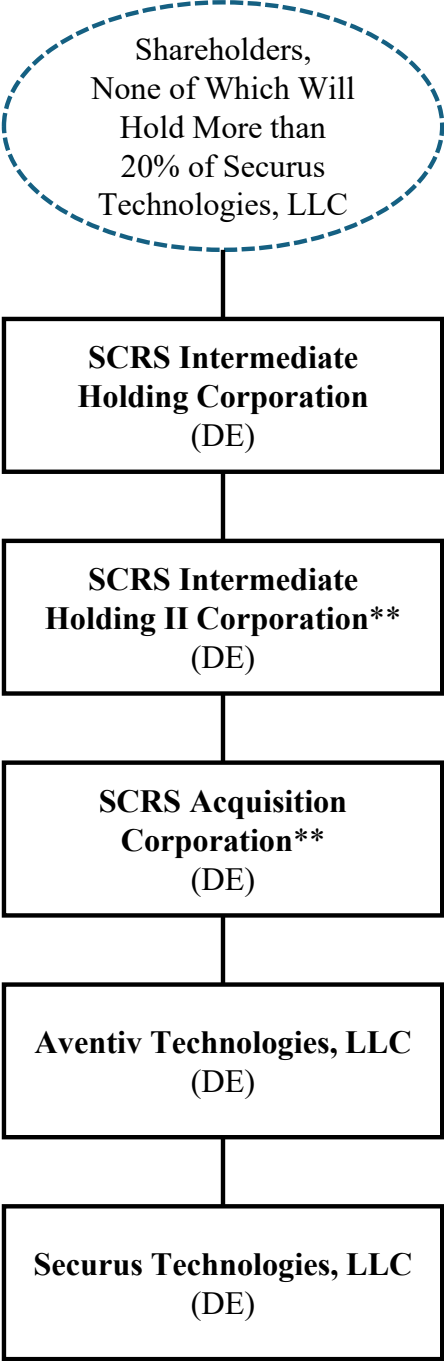 Shareholders,
None of Which Will
Hold More than
20% of Securus
Technologies, LLC
SCRS Intermediate
Holding Corporation
(DE)
SCRS Intermediate
Holding II Corporation**
(DE)
SCRS Acquisition
Corporation**
(DE)
Aventiv Technologies, LLC
(DE)
Securus Technologies, LLC
(DE)